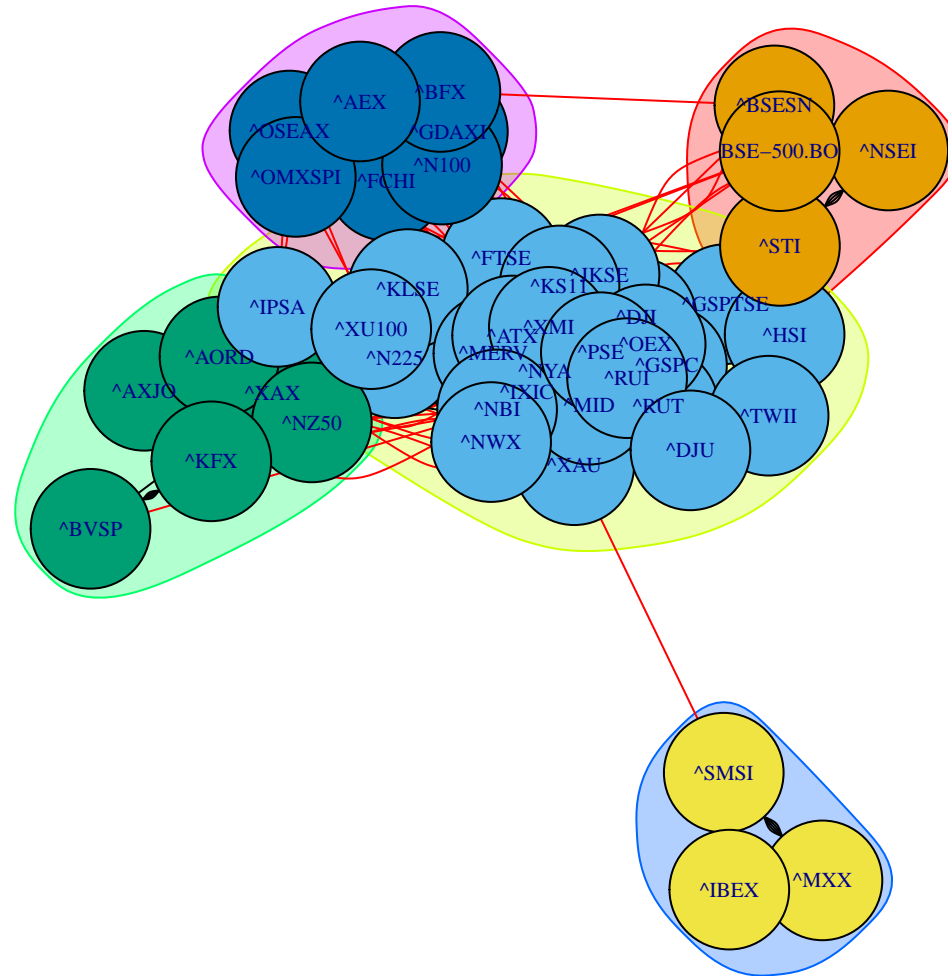 ^BFX
^AEX
^BSESN
^OSEAX
^GDAXI
^NSEI
BSE−500.BO
^N100
^OMXSPI
^FCHI
^STI
^FTSE
^KLSE
^KS11
^GSPTSE
^IPSA
^DJI
^XU100
^XMI
^HSI
^ATX
^OEX
^MERV
^PSE
^AORD
^N225
^GSPC
^NYA
^RUI
^AXJO
^XAX
^IXIC
^NBI
^MID
^RUT
^TWII
^NZ50
^NWX
^DJU
^KFX
^XAU
^BVSP
^SMSI
^MXX
^IBEX